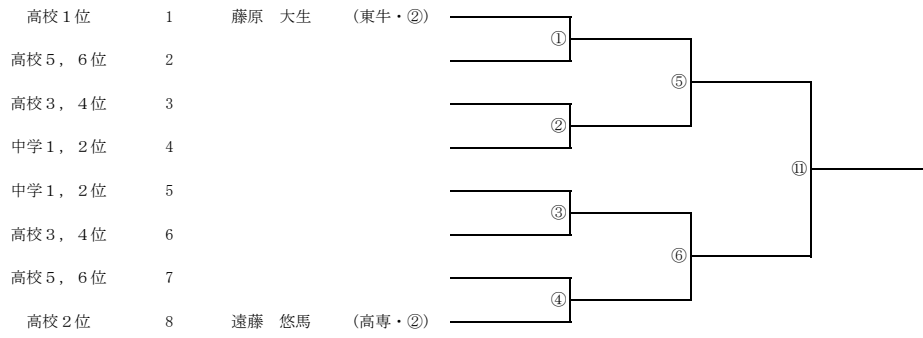 高校１位 1 藤原 大生 (東牛・②)
①
高校５，６位 2
⑤
高校３，４位 3
②
中学１，２位 4
⑪
中学１，２位 5
③
高校３，４位 6
⑥
高校５，６位 7
④
高校２位 8 遠藤 悠馬 (高専・②)